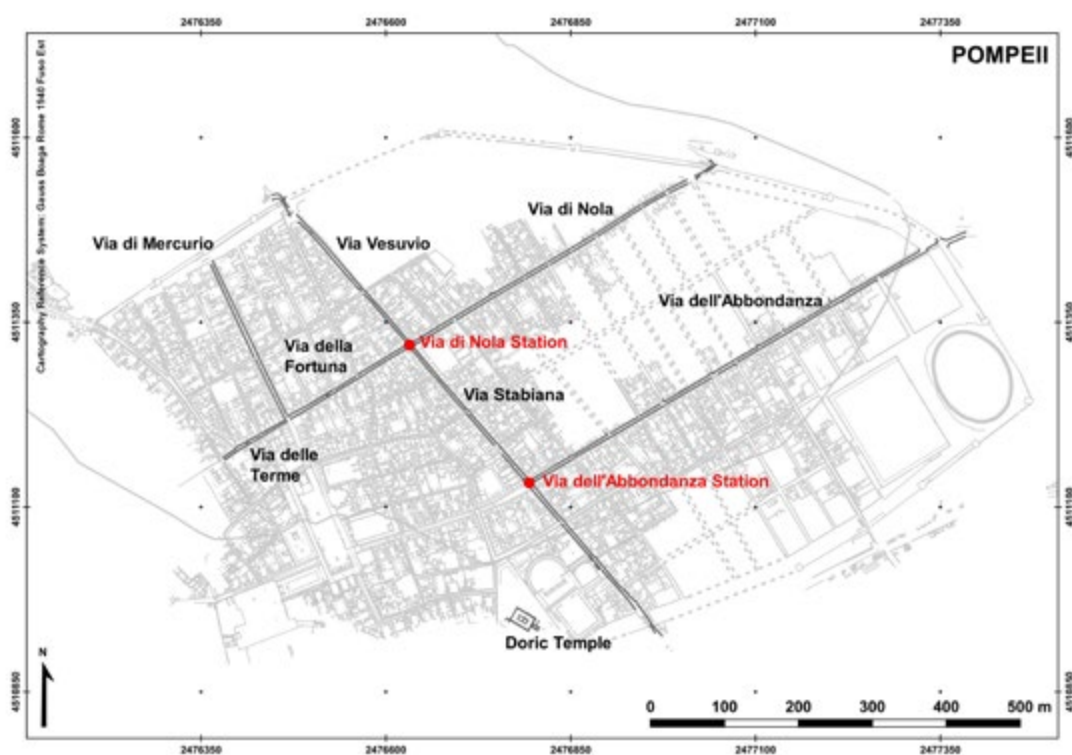 2476350 2476600 2476850 2477100 2477350
POMPEII
Cartography Reference System: Gauss Boaga Rome 1940 Fuso Est
4511600 4511600
Via di Nola
Via di Mercurio
Via Vesuvio
Via dell'Abbondanza
4511350 4511350
Via di Nola Station
Via della
Fortuna
Via Stabiana
Via delle
Terme
Via dell'Abbondanza Station
4511100 4511100
Doric Temple
N
4510850 4510850
0 100 200 300 400 500 m
2476350 2476600 2476850 2477100 2477350